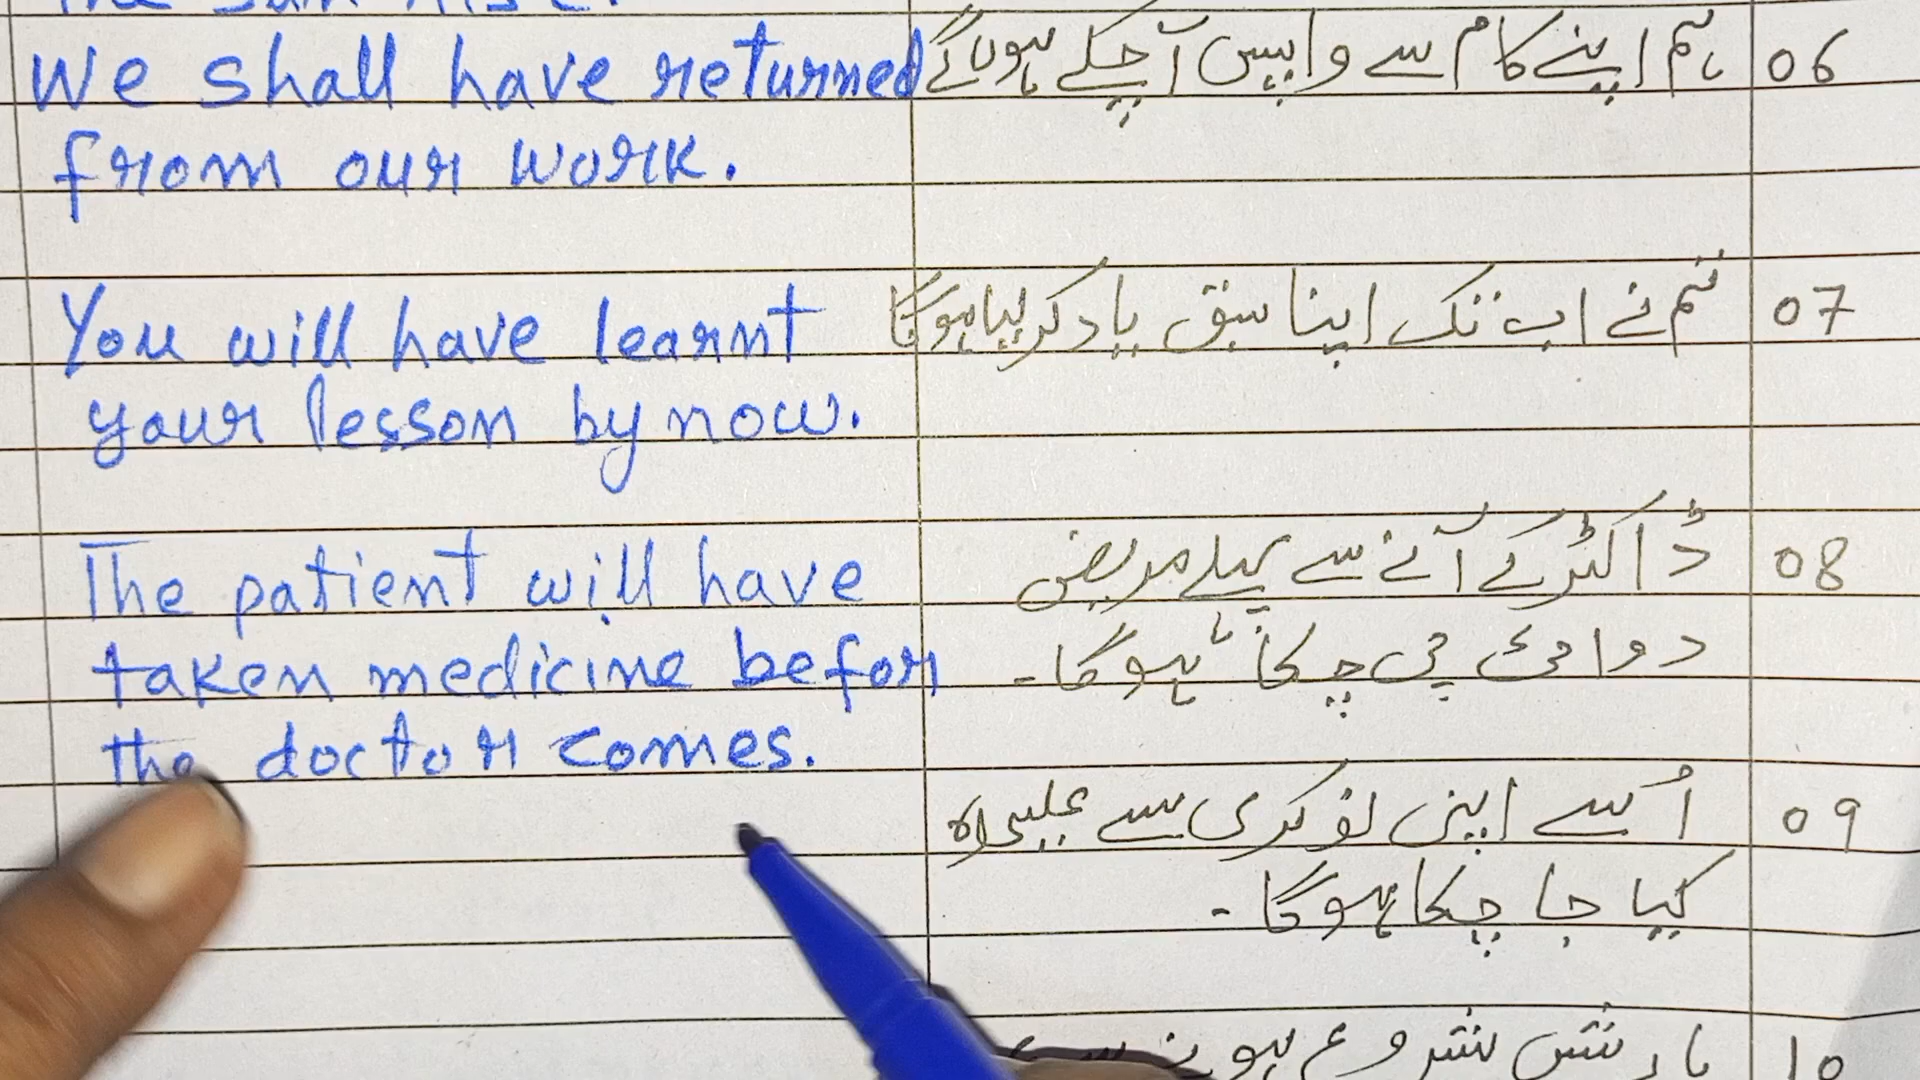 We shall have returned
from our work.
ہم اپنے کام سے واپس آچکے ہوں گے
06
You will have learnt
your lesson by now.
تم نے اب تک اپنا سبق یاد کر لیا ہوگا
07
The patient will have
taken medicine befor
the doctor comes.
ڈاکٹر کے آنے سے پہلے مریض
08
دوا پی چکا ہوگا۔
اُسے اپنی نوکری سے
09
کیا جا چکا ہوگا۔
بارش شروع ہونے سے
10